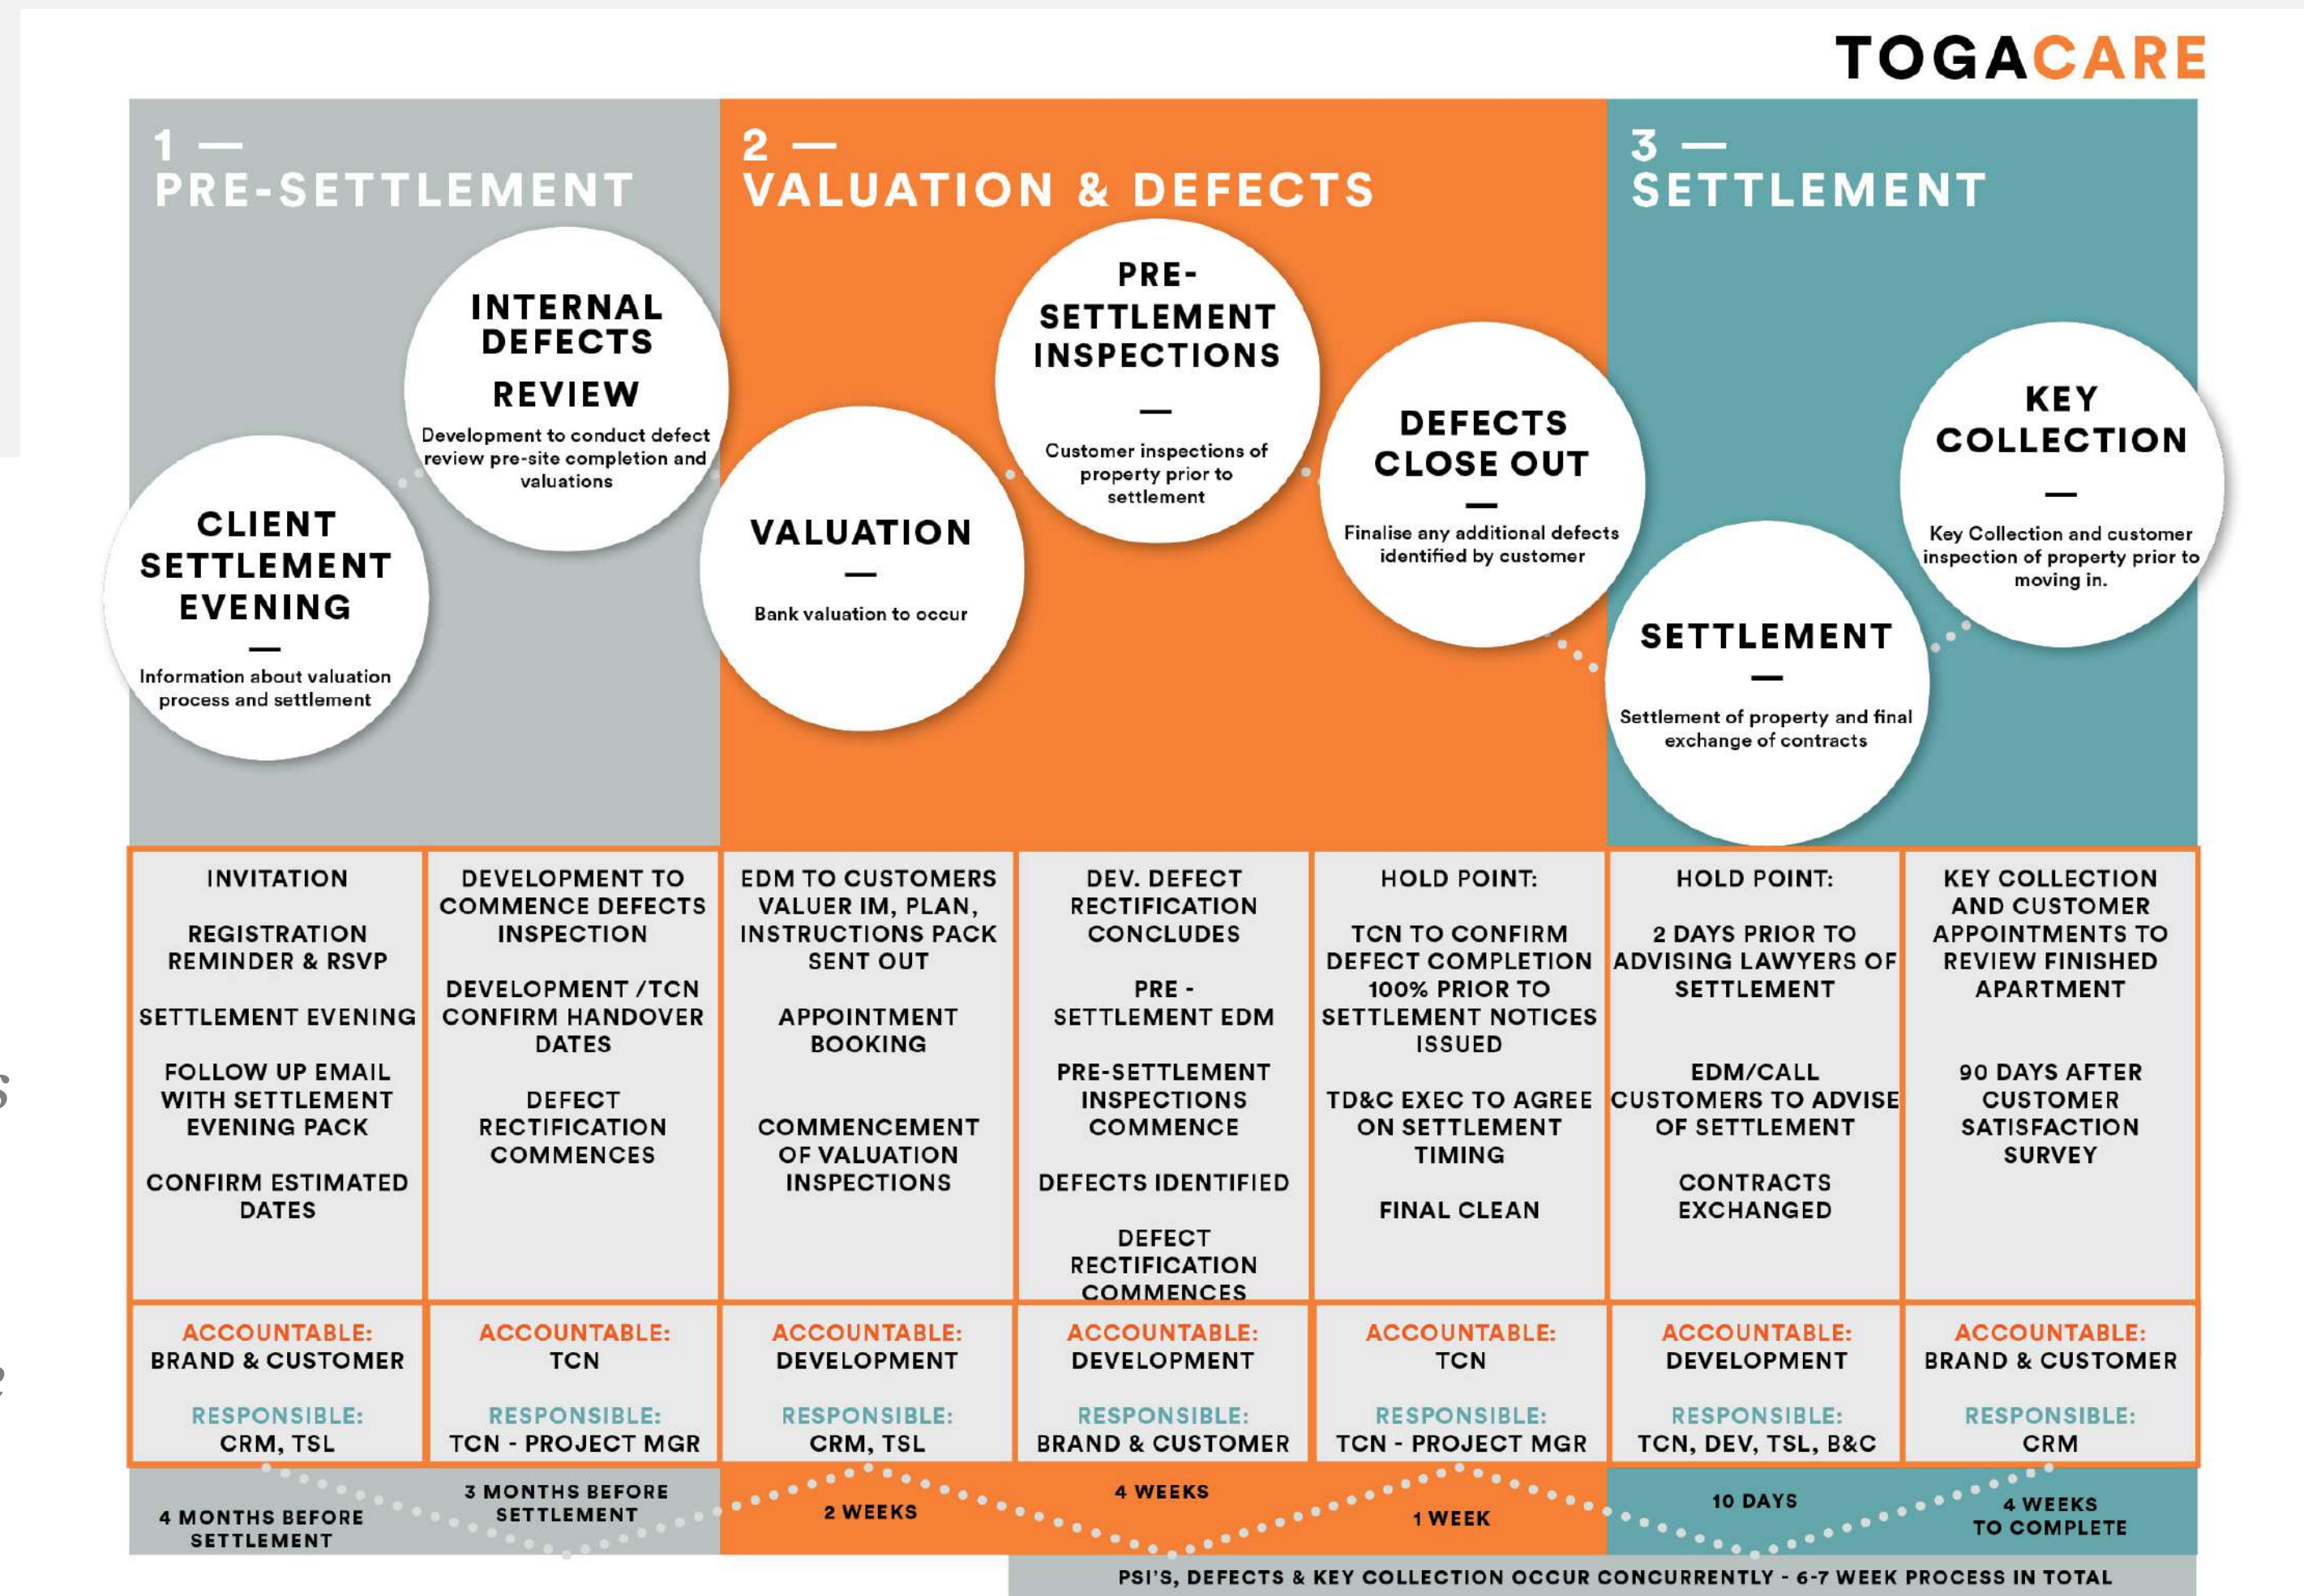 TOGACARE
1 —
PRE-SETTLEMENT
2 —
VALUATION & DEFECTS
3 —
SETTLEMENT
CLIENT
SETTLEMENT
EVENING
—
Information about valuation
process and settlement
INTERNAL
DEFECTS
REVIEW
Development to conduct defect
review pre-site completion and
valuations
VALUATION
—
Bank valuation to occur
PRE-
SETTLEMENT
INSPECTIONS
—
Customer inspections of
property prior to
settlement
DEFECTS
CLOSE OUT
—
Finalise any additional defects
identified by customer
SETTLEMENT
—
Settlement of property and final
exchange of contracts
KEY
COLLECTION
—
Key Collection and customer
inspection of property prior to
moving in.
INVITATION
REGISTRATION
REMINDER & RSVP
SETTLEMENT EVENING
FOLLOW UP EMAIL
WITH SETTLEMENT
EVENING PACK
CONFIRM ESTIMATED
DATES
DEVELOPMENT TO
COMMENCE DEFECTS
INSPECTION
DEVELOPMENT /TCN
CONFIRM HANDOVER
DATES
DEFECT
RECTIFICATION
COMMENCES
EDM TO CUSTOMERS
VALUER IM, PLAN,
INSTRUCTIONS PACK
SENT OUT
APPOINTMENT
BOOKING
COMMENCEMENT
OF VALUATION
INSPECTIONS
DEV. DEFECT
RECTIFICATION
CONCLUDES
PRE -
SETTLEMENT EDM
PRE-SETTLEMENT
INSPECTIONS
COMMENCE
DEFECTS IDENTIFIED
DEFECT
RECTIFICATION
COMMENCES
HOLD POINT:
TCN TO CONFIRM
DEFECT COMPLETION
100% PRIOR TO
SETTLEMENT NOTICES
ISSUED
TD&C EXEC TO AGREE
ON SETTLEMENT
TIMING
FINAL CLEAN
HOLD POINT:
2 DAYS PRIOR TO
ADVISING LAWYERS OF
SETTLEMENT
EDM/CALL
CUSTOMERS TO ADVISE
OF SETTLEMENT
CONTRACTS
EXCHANGED
KEY COLLECTION
AND CUSTOMER
APPOINTMENTS TO
REVIEW FINISHED
APARTMENT
90 DAYS AFTER
CUSTOMER
SATISFACTION
SURVEY
ACCOUNTABLE:
BRAND & CUSTOMER
RESPONSIBLE:
CRM, TSL
ACCOUNTABLE:
TCN
RESPONSIBLE:
TCN - PROJECT MGR
ACCOUNTABLE:
DEVELOPMENT
RESPONSIBLE:
CRM, TSL
ACCOUNTABLE:
DEVELOPMENT
RESPONSIBLE:
BRAND & CUSTOMER
ACCOUNTABLE:
TCN
RESPONSIBLE:
TCN - PROJECT MGR
ACCOUNTABLE:
DEVELOPMENT
RESPONSIBLE:
TCN, DEV, TSL, B&C
ACCOUNTABLE:
BRAND & CUSTOMER
RESPONSIBLE:
CRM
4 MONTHS BEFORE
SETTLEMENT
3 MONTHS BEFORE
SETTLEMENT
2 WEEKS
4 WEEKS
1 WEEK
10 DAYS
4 WEEKS
TO COMPLETE
PSI'S, DEFECTS & KEY COLLECTION OCCUR CONCURRENTLY - 6-7 WEEK PROCESS IN TOTAL